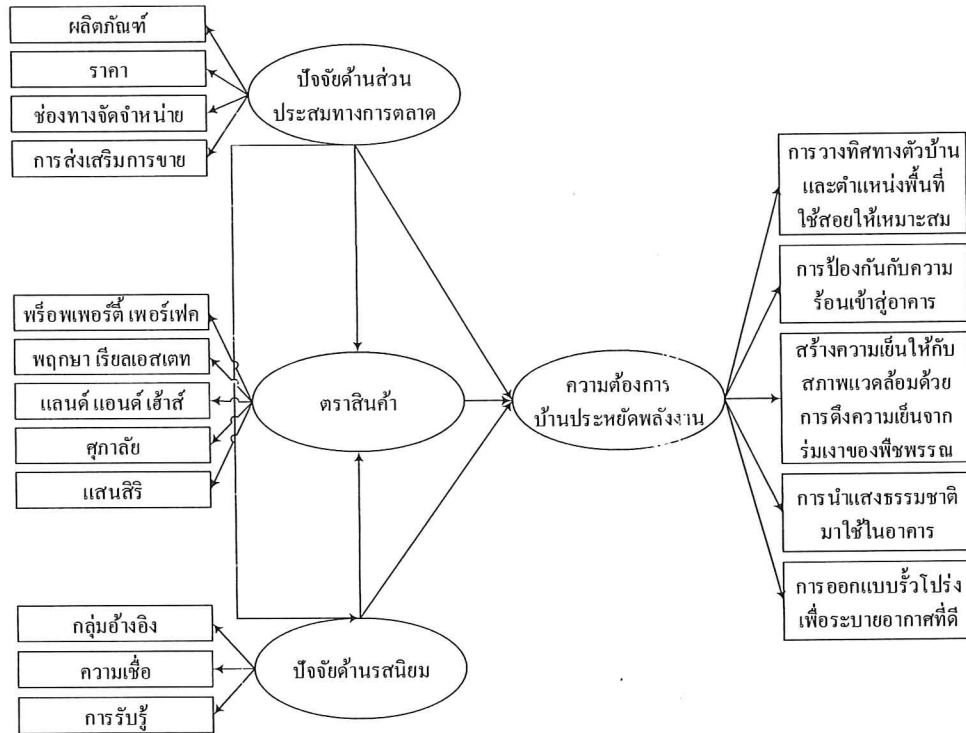 ผลิตภัณฑ์
ราคา
ช่องทางจัดจำหน่าย
การส่งเสริมการขาย
ปัจจัยด้านส่วน
ประสมทางการตลาด
พร็อพเพอร์ตี้ เพอร์เฟค
พฤกษา เรียลเอสเตท
แลนด์ แอนด์ เฮ้าส์
ศุภาลัย
แสนสิริ
ตราสินค้า
กลุ่มอ้างอิง
ความเชื่อ
การรับรู้
ปัจจัยด้านรสนิยม
ความต้องการ
บ้านประหยัดพลังงาน
การวางทิศทางตัวบ้าน
และตำแหน่งพื้นที่
ใช้สอยให้เหมาะสม
การป้องกันกับความ
ร้อนเข้าสู่อาคาร
สร้างความเย็นให้กับ
สภาพแวดล้อมด้วย
การดึงความเย็นจาก
ร่มเงาของพืชพรรณ
การนำแสงธรรมชาติ
มาใช้ในอาคาร
การออกแบบรั้วโปร่ง
เพื่อระบายอากาศที่ดี